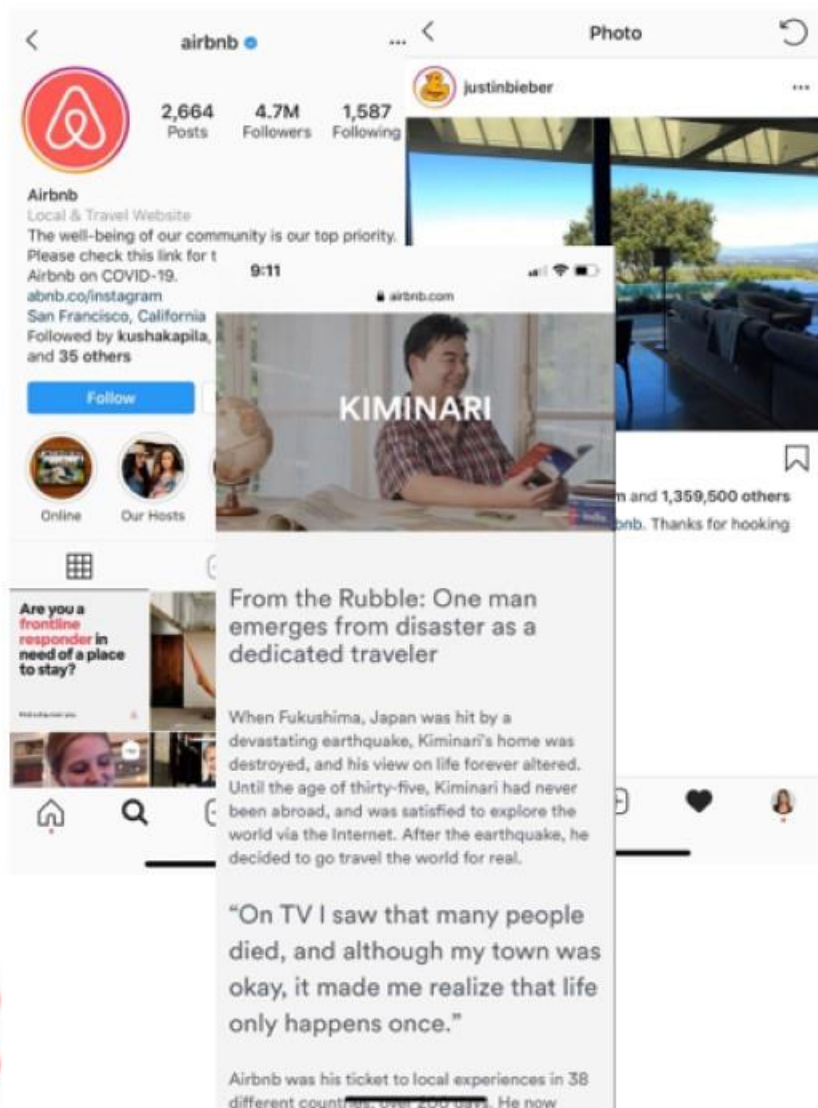 airbnb
...
2,664
Posts
4.7M
Followers
1,587
Following
Airbnb
Local & Travel Website
The well-being of our community is our top priority.
Please check this link for t
Airbnb on COVID-19.
abnb.co/instagram
San Francisco, California
Followed by kushakapila,
and 35 others
Follow
Online
Our Hosts
Are you a
frontline
responder in
need of a place
to stay?
Photo
justinbieber
...
m and 1,359,500 others
bnb. Thanks for hooking
9:11
airbnb.com
KIMINARI
India
From the Rubble: One man
emerges from disaster as a
dedicated traveler
When Fukushima, Japan was hit by a
devastating earthquake, Kiminari's home was
destroyed, and his view on life forever altered.
Until the age of thirty-five, Kiminari had never
been abroad, and was satisfied to explore the
world via the Internet. After the earthquake, he
decided to go travel the world for real.
“On TV I saw that many people
died, and although my town was
okay, it made me realize that life
only happens once.”
Airbnb was his ticket to local experiences in 38
different countries, over 200 days. He now